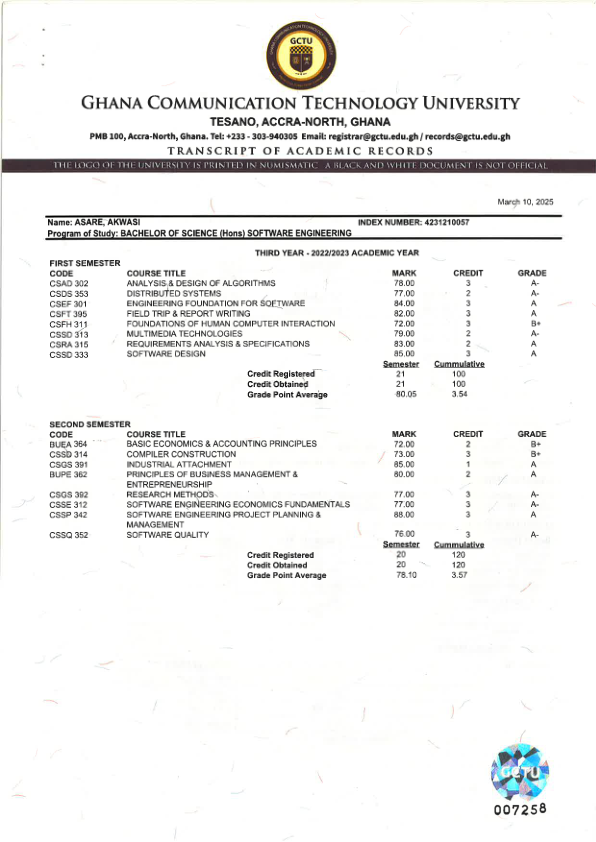 GCTU
GHANA COMMUNICATION TECHNOLOGY UNIVERSITY
TESANO, ACCRA-NORTH, GHANA
PMB 100, Accra-North, Ghana. Tel: +233 - 303-940305 Email: registrar@gctu.edu.gh / records@gctu.edu.gh
TRANSCRIPT OF ACADEMIC RECORDS
THE LOGO OF THE UNIVERSITY IS PRINTED IN NUMISMATIC. A BLACK AND WHITE DOCUMENT IS NOT OFFICIAL
March 10, 2025
Name: ASARE, AKWASI INDEX NUMBER: 4231210057
Program of Study: BACHELOR OF SCIENCE (Hons) SOFTWARE ENGINEERING
THIRD YEAR - 2022/2023 ACADEMIC YEAR
FIRST SEMESTER
CODE COURSE TITLE MARK CREDIT GRADE
CSAD 302 ANALYSIS & DESIGN OF ALGORITHMS 78.00 3 A-
CSDS 353 DISTRIBUTED SYSTEMS 77.00 2 A-
CSEF 301 ENGINEERING FOUNDATION FOR SOFTWARE 84.00 3 A
CSFT 395 FIELD TRIP & REPORT WRITING 82.00 3 A
CSFH 311 FOUNDATIONS OF HUMAN COMPUTER INTERACTION 72.00 3 B+
CSSD 313 MULTIMEDIA TECHNOLOGIES 79.00 2 A-
CSRA 315 REQUIREMENTS ANALYSIS & SPECIFICATIONS 83.00 2 A
CSSD 333 SOFTWARE DESIGN 85.00 3 A
Semester Cummulative
Credit Registered 21 100
Credit Obtained 21 100
Grade Point Average 80.05 3.54
SECOND SEMESTER
CODE COURSE TITLE MARK CREDIT GRADE
BUEA 364 BASIC ECONOMICS & ACCOUNTING PRINCIPLES 72.00 2 B+
CSSD 314 COMPILER CONSTRUCTION 73.00 3 B+
CSGS 391 INDUSTRIAL ATTACHMENT 85.00 1 A
BUPE 362 PRINCIPLES OF BUSINESS MANAGEMENT & 80.00 2 A
ENTREPRENEURSHIP
CSGS 392 RESEARCH METHODS 77.00 3 A-
CSSE 312 SOFTWARE ENGINEERING ECONOMICS FUNDAMENTALS 77.00 3 A-
CSSP 342 SOFTWARE ENGINEERING PROJECT PLANNING & 88.00 3 A
MANAGEMENT
CSSQ 352 SOFTWARE QUALITY 76.00 3 A-
Semester Cummulative
Credit Registered 20 120
Credit Obtained 20 120
Grade Point Average 78.10 3.57
GCTU
007258